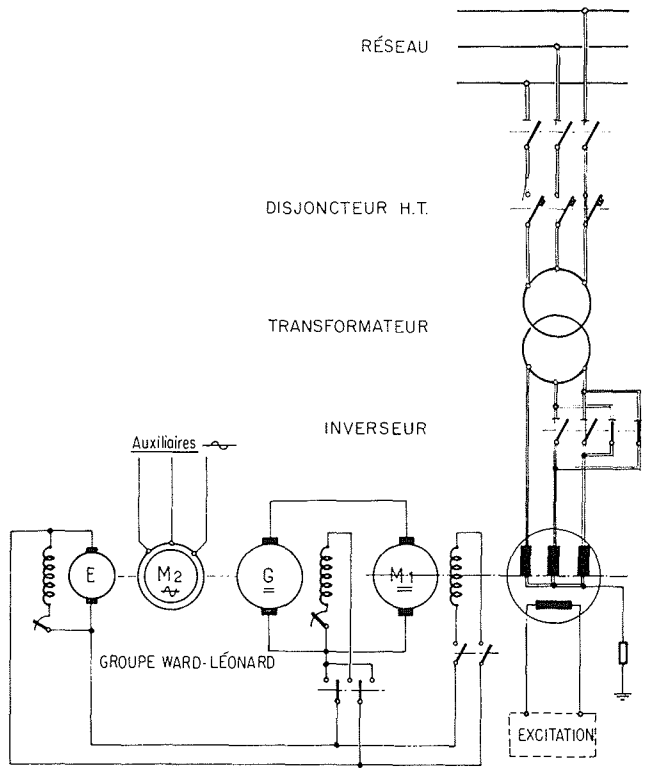 RÉSEAU
DISJONCTEUR H.T.
TRANSFORMATEUR
INVERSEUR
Auxiliaires
E
M2
G
M1
GROUPE WARD-LÉONARD
EXCITATION